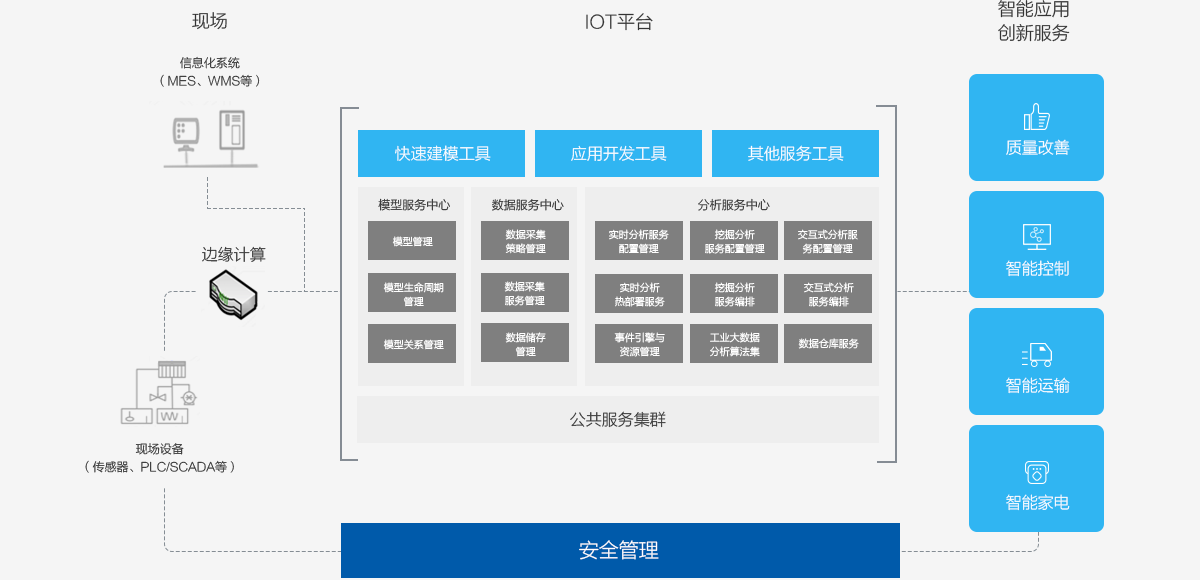 现场
信息化系统
（MES、WMS等）
边缘计算
现场设备
（传感器、PLC/SCADA等）
IOT平台
快速建模工具
应用开发工具
其他服务工具
模型服务中心
模型管理
模型生命周期
管理
模型关系管理
数据服务中心
数据采集
策略管理
数据采集
服务管理
数据储存
管理
分析服务中心
实时分析服务
配置管理
挖掘分析
服务配置管理
交互式分析服
务配置管理
实时分析
热部署服务
挖掘分析
服务编排
交互式分析
服务编排
事件引擎与
资源管理
工业大数据
分析算法集
数据仓库服务
公共服务集群
安全管理
智能应用
创新服务
质量改善
智能控制
智能运输
智能家电